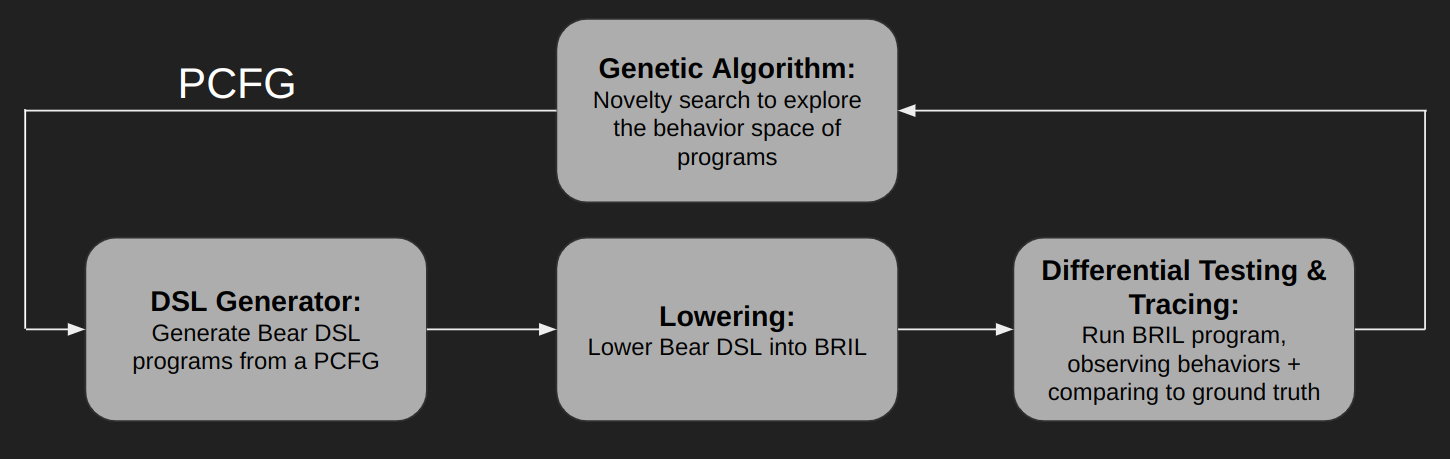 PCFG
Genetic Algorithm:
Novelty search to explore
the behavior space of
programs
DSL Generator:
Generate Bear DSL
programs from a PCFG
Lowering:
Lower Bear DSL into BRIL
Differential Testing &
Tracing:
Run BRIL program,
observing behaviors +
comparing to ground truth